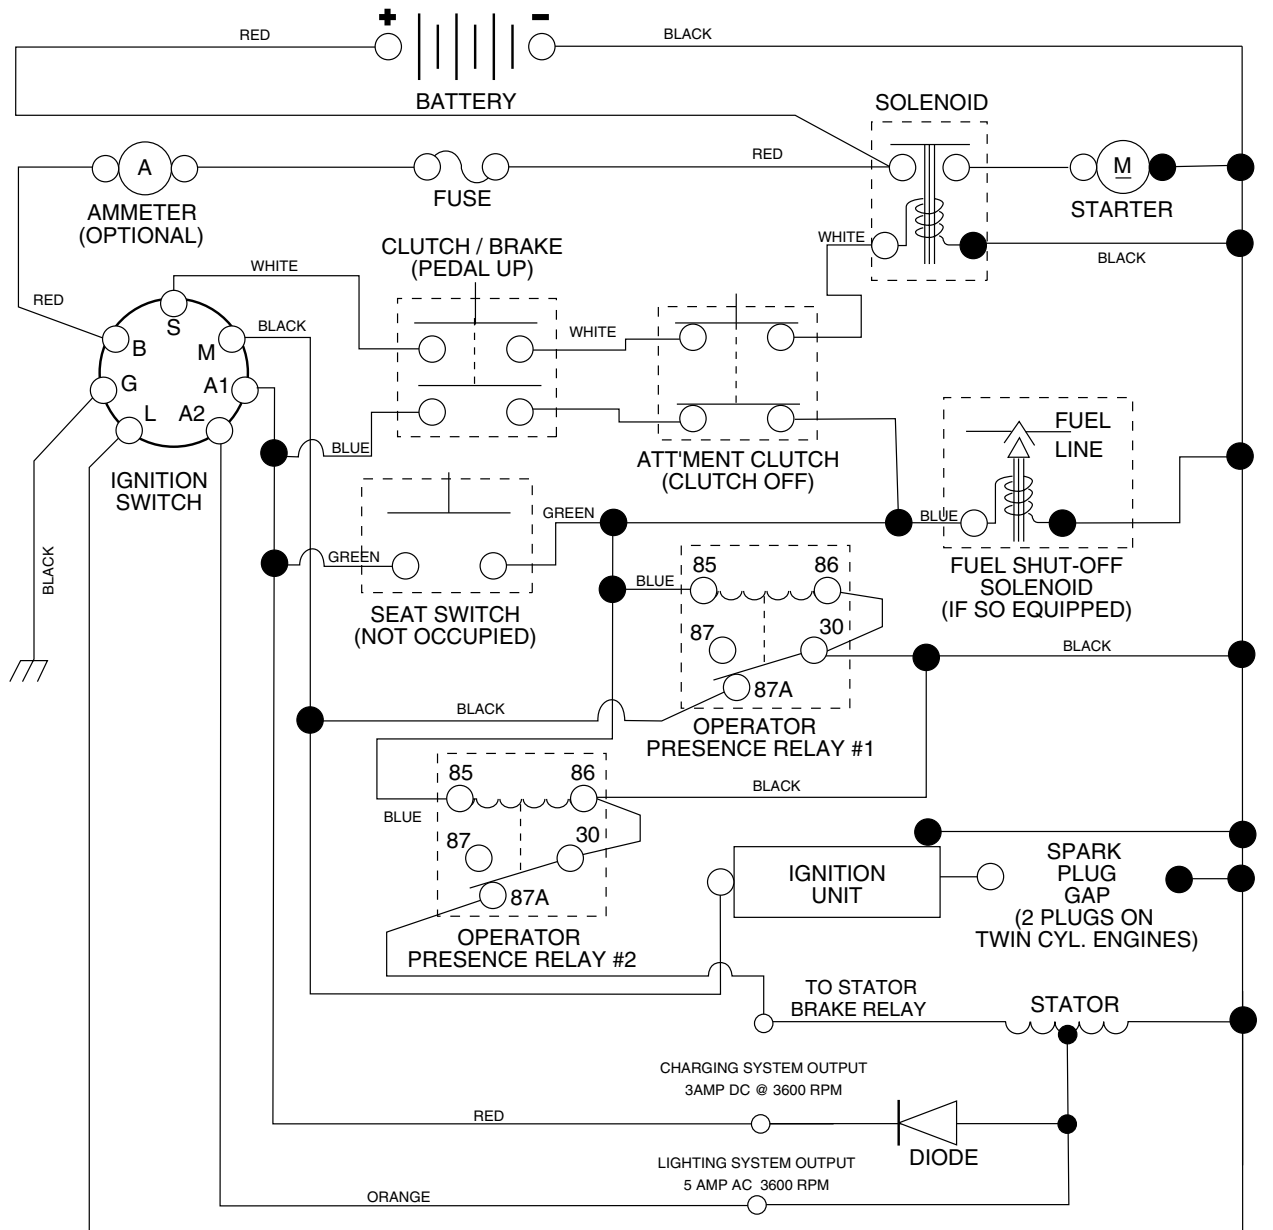 + −
RED
BLACK
BATTERY
SOLENOID
RED
A
M
FUSE
STARTER
AMMETER
(OPTIONAL)
WHITE
BLACK
CLUTCH / BRAKE
(PEDAL UP)
WHITE
RED
S
BLACK
WHITE
B
M
G
A1
L
A2
BLUE
FUEL
LINE
IGNITION
SWITCH
ATT'MENT CLUTCH
(CLUTCH OFF)
GREEN
BLUE
BLACK
GREEN
85
86
FUEL SHUT-OFF
SOLENOID
(IF SO EQUIPPED)
BLUE
SEAT SWITCH
(NOT OCCUPIED)
87
30
BLACK
87A
BLACK
OPERATOR
PRESENCE RELAY #1
85
86
BLACK
BLUE
87
30
87A
IGNITION
UNIT
SPARK
PLUG
GAP
(2 PLUGS ON
TWIN CYL. ENGINES)
OPERATOR
PRESENCE RELAY #2
TO STATOR
BRAKE RELAY
STATOR
CHARGING SYSTEM OUTPUT
3AMP DC @ 3600 RPM
RED
DIODE
LIGHTING SYSTEM OUTPUT
5 AMP AC 3600 RPM
ORANGE